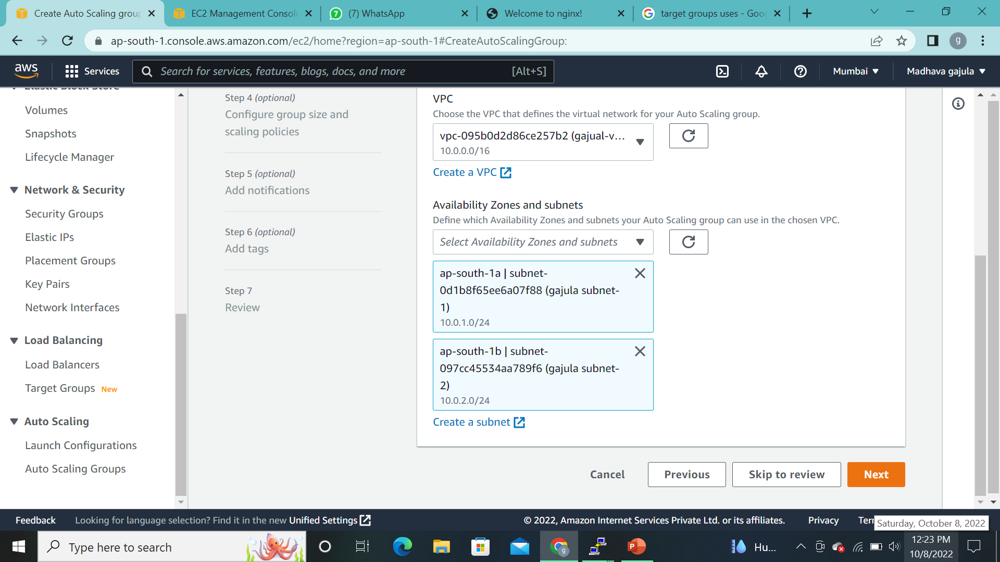 Create Auto Scaling group
EC2 Management Console
(7) WhatsApp
Welcome to nginx!
target groups uses - Goo
ap-south-1.console.aws.amazon.com/ec2/home?region=ap-south-1#CreateAutoScalingGroup:
g
aws
Services
Search for services, features, blogs, docs, and more
[Alt+S]
Mumbai
Madhava gajula
Elastic Block Store
Volumes
Snapshots
Lifecycle Manager
Network & Security
Security Groups
Elastic IPs
Placement Groups
Key Pairs
Network Interfaces
Load Balancing
Load Balancers
Target Groups New
Auto Scaling
Launch Configurations
Auto Scaling Groups
Step 4 (optional)
Configure group size and
scaling policies
Step 5 (optional)
Add notifications
Step 6 (optional)
Add tags
Step 7
Review
VPC
Choose the VPC that defines the virtual network for your Auto Scaling group.
vpc-095b0d2d86ce257b2 (gajual-v...
10.0.0.0/16
Create a VPC
Availability Zones and subnets
Define which Availability Zones and subnets your Auto Scaling group can use in the chosen VPC.
Select Availability Zones and subnets
ap-south-1a | subnet-
0d1b8f65ee6a07f88 (gajula subnet-
1)
10.0.1.0/24
ap-south-1b | subnet-
097cc45534aa789f6 (gajula subnet-
2)
10.0.2.0/24
Create a subnet
Cancel
Previous
Skip to review
Next
Feedback
Looking for language selection? Find it in the new Unified Settings
© 2022, Amazon Internet Services Private Ltd. or its affiliates.
Privacy
Ter
Saturday, October 8, 2022
Type here to search
Hu...
12:23 PM
10/8/2022